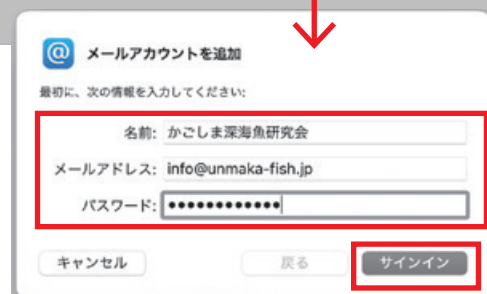 @ メールアカウントを追加
最初に、次の情報を入力してください:
名前: かごしま深海魚研究会
メールアドレス: info@unmaka-fish.jp
パスワード: ••••••••••••
キャンセル 戻る サインイン